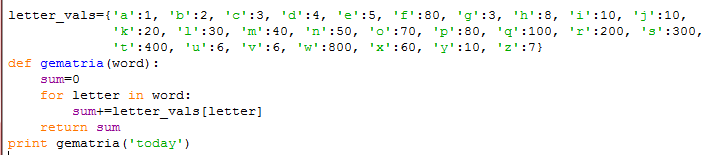 letter_vals={'a':1, 'b':2, 'c':3, 'd':4, 'e':5, 'f':80, 'g':3, 'h':8, 'i':10, 'j':10,
'k':20, 'l':30, 'm':40, 'n':50, 'o':70, 'p':80, 'q':100, 'r':200, 's':300,
't':400, 'u':6, 'v':6, 'w':800, 'x':60, 'y':10, 'z':7}
def gematria(word):
sum=0
for letter in word:
sum+=letter_vals[letter]
return sum
print gematria('today')